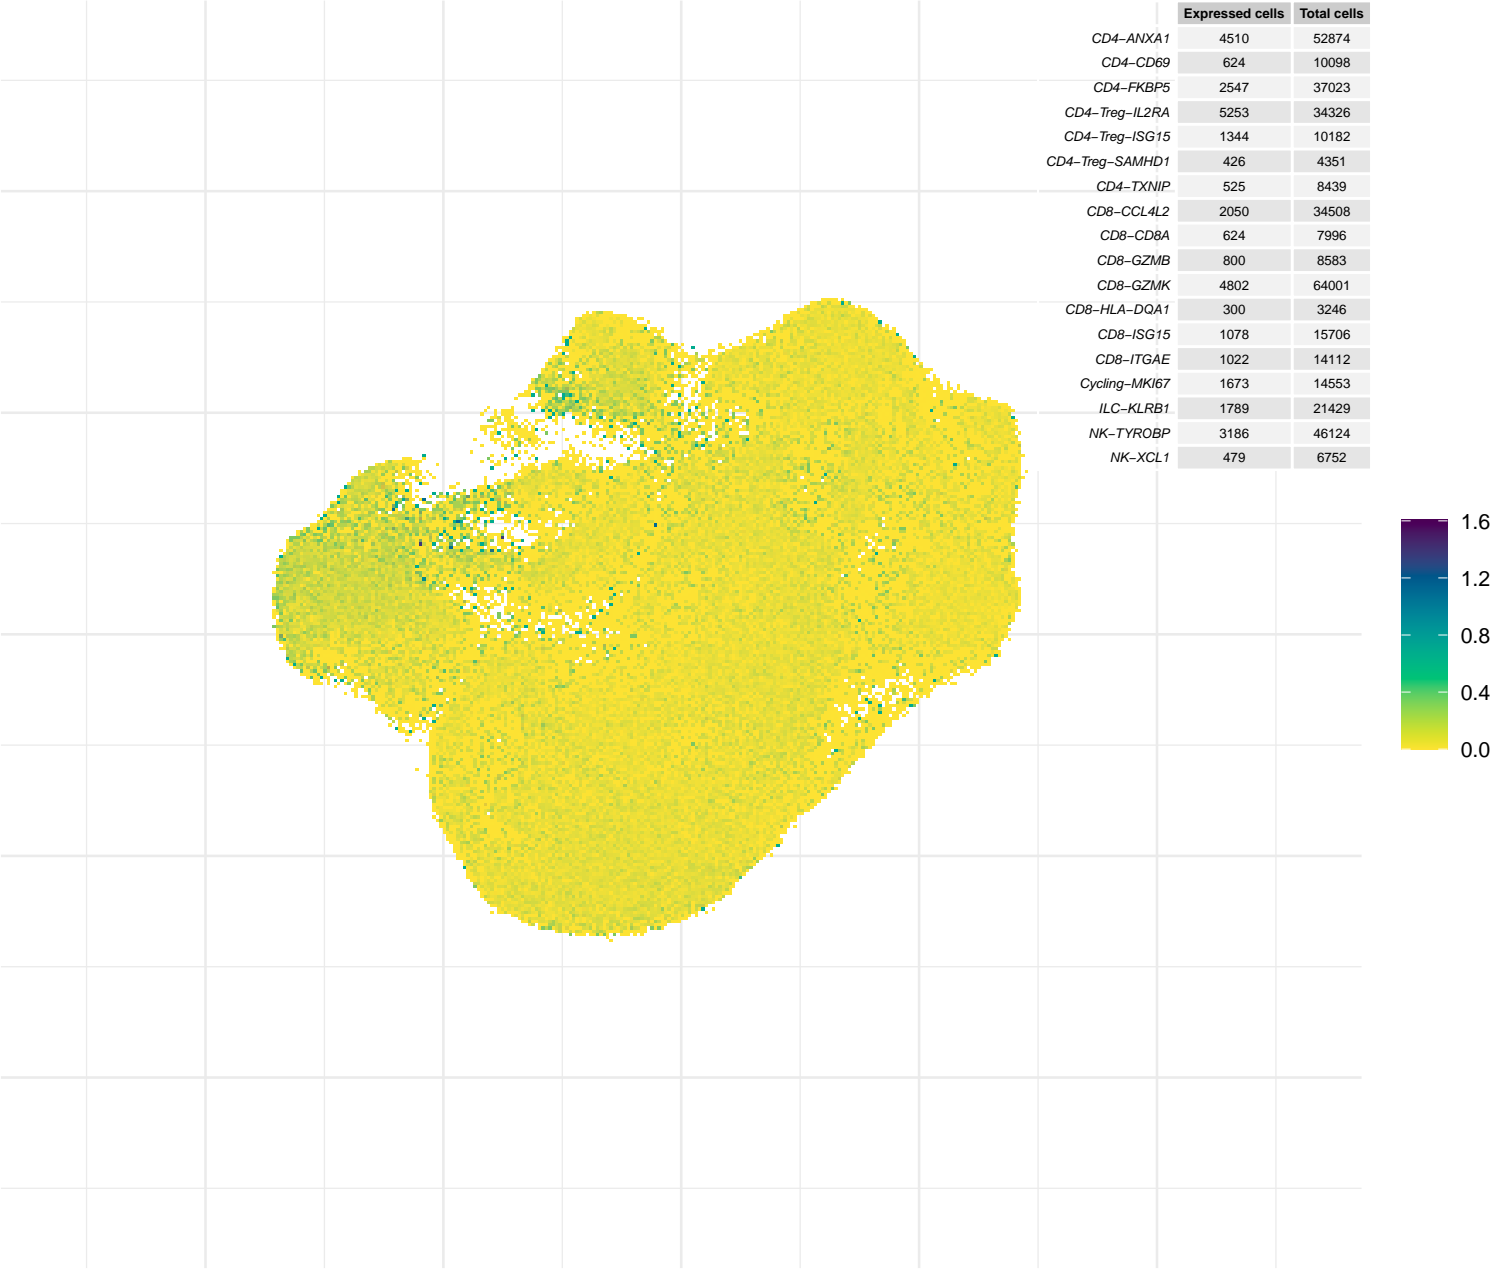 Expressed cells Total cells
CD4−ANXA1 4510 52874
CD4−CD69 624 10098
CD4−FKBP5 2547 37023
CD4−Treg−IL2RA 5253 34326
CD4−Treg−ISG15 1344 10182
CD4−Treg−SAMHD1 426 4351
CD4−TXNIP 525 8439
CD8−CCL4L2 2050 34508
CD8−CD8A 624 7996
CD8−GZMB 800 8583
CD8−GZMK 4802 64001
CD8−HLA−DQA1 300 3246
CD8−ISG15 1078 15706
CD8−ITGAE 1022 14112
Cycling−MKI67 1673 14553
ILC−KLRB1 1789 21429
NK−TYROBP 3186 46124
NK−XCL1 479 6752
1.6
1.2
0.8
0.4
0.0